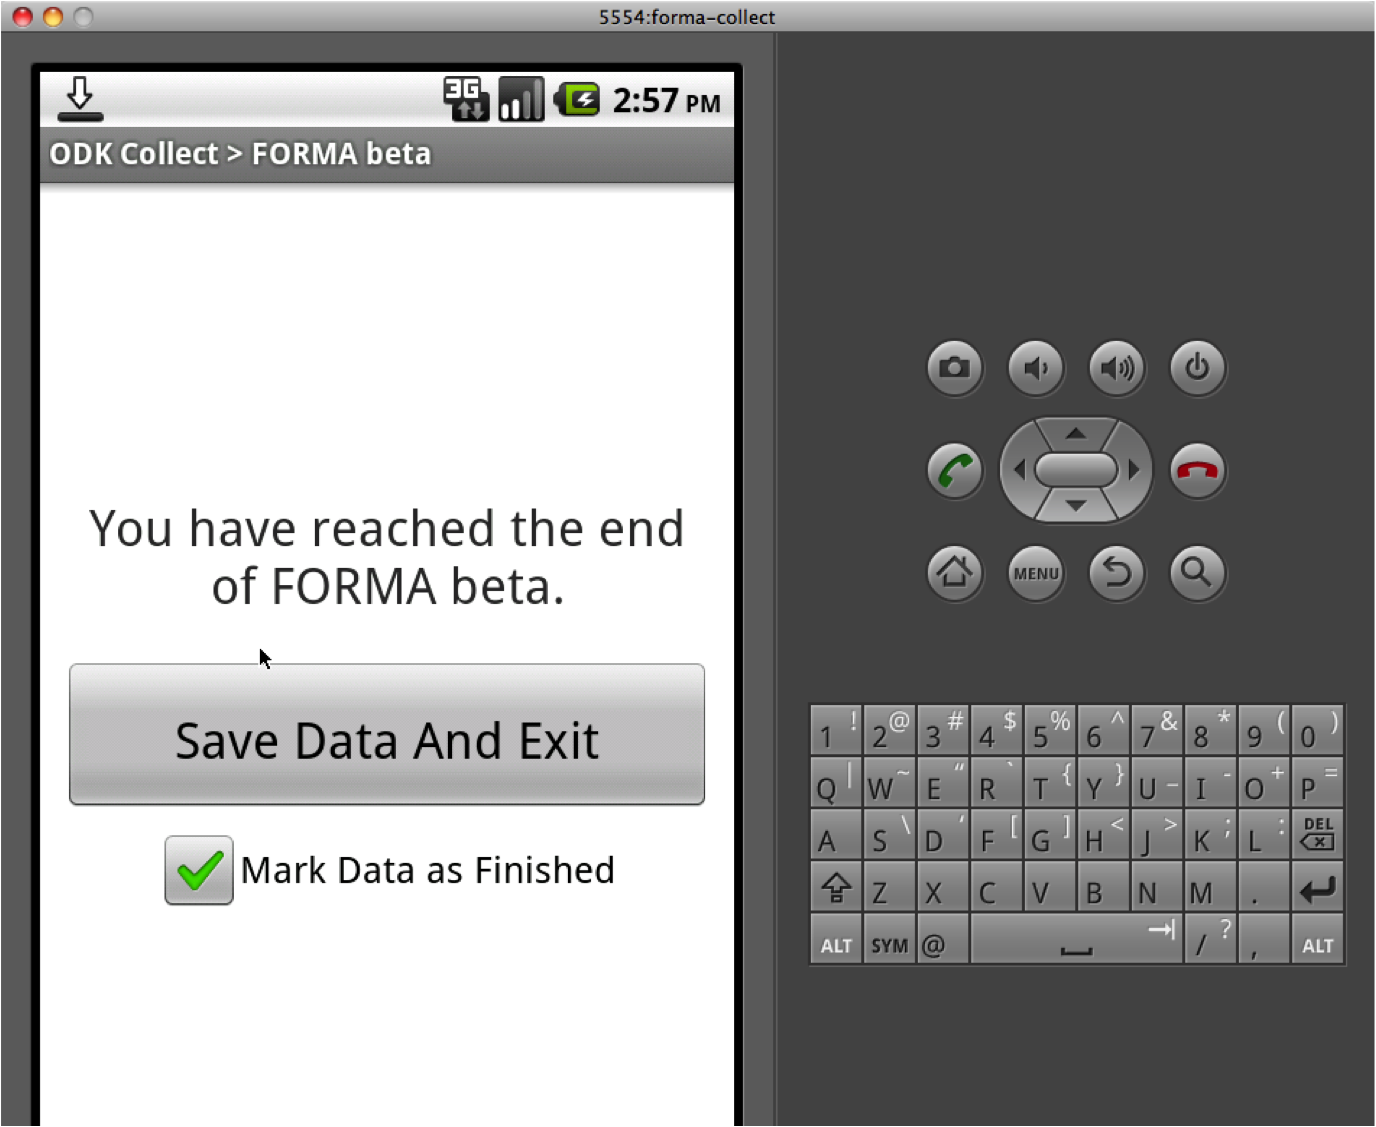 5554:forma-collect
3G 2:57 PM
ODK Collect > FORMA beta
You have reached the end
of FORMA beta.
Save Data And Exit
Mark Data as Finished
MENU
1 ! 2 @ 3 # 4 $ 5 % 6 ^ 7 & 8 * 9 ( 0 )
Q | W ~ E “ R ` T { Y } U _ I - O + P =
A S \ D ‘ F [ G ] H < J > K ; L : DEL
Z X C V B N M .
ALT SYM @ / ? , ALT